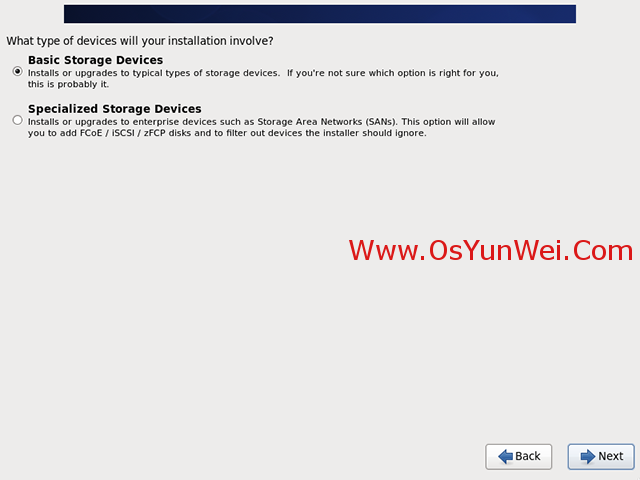 What type of devices will your installation involve?
Basic Storage Devices
Installs or upgrades to typical types of storage devices.  If you're not sure which option is right for you,
this is probably it.
Specialized Storage Devices
Installs or upgrades to enterprise devices such as Storage Area Networks (SANs). This option will allow
you to add FCoE / iSCSI / zFCP disks and to filter out devices the installer should ignore.
Www.OsYunWei.Com
Back
Next